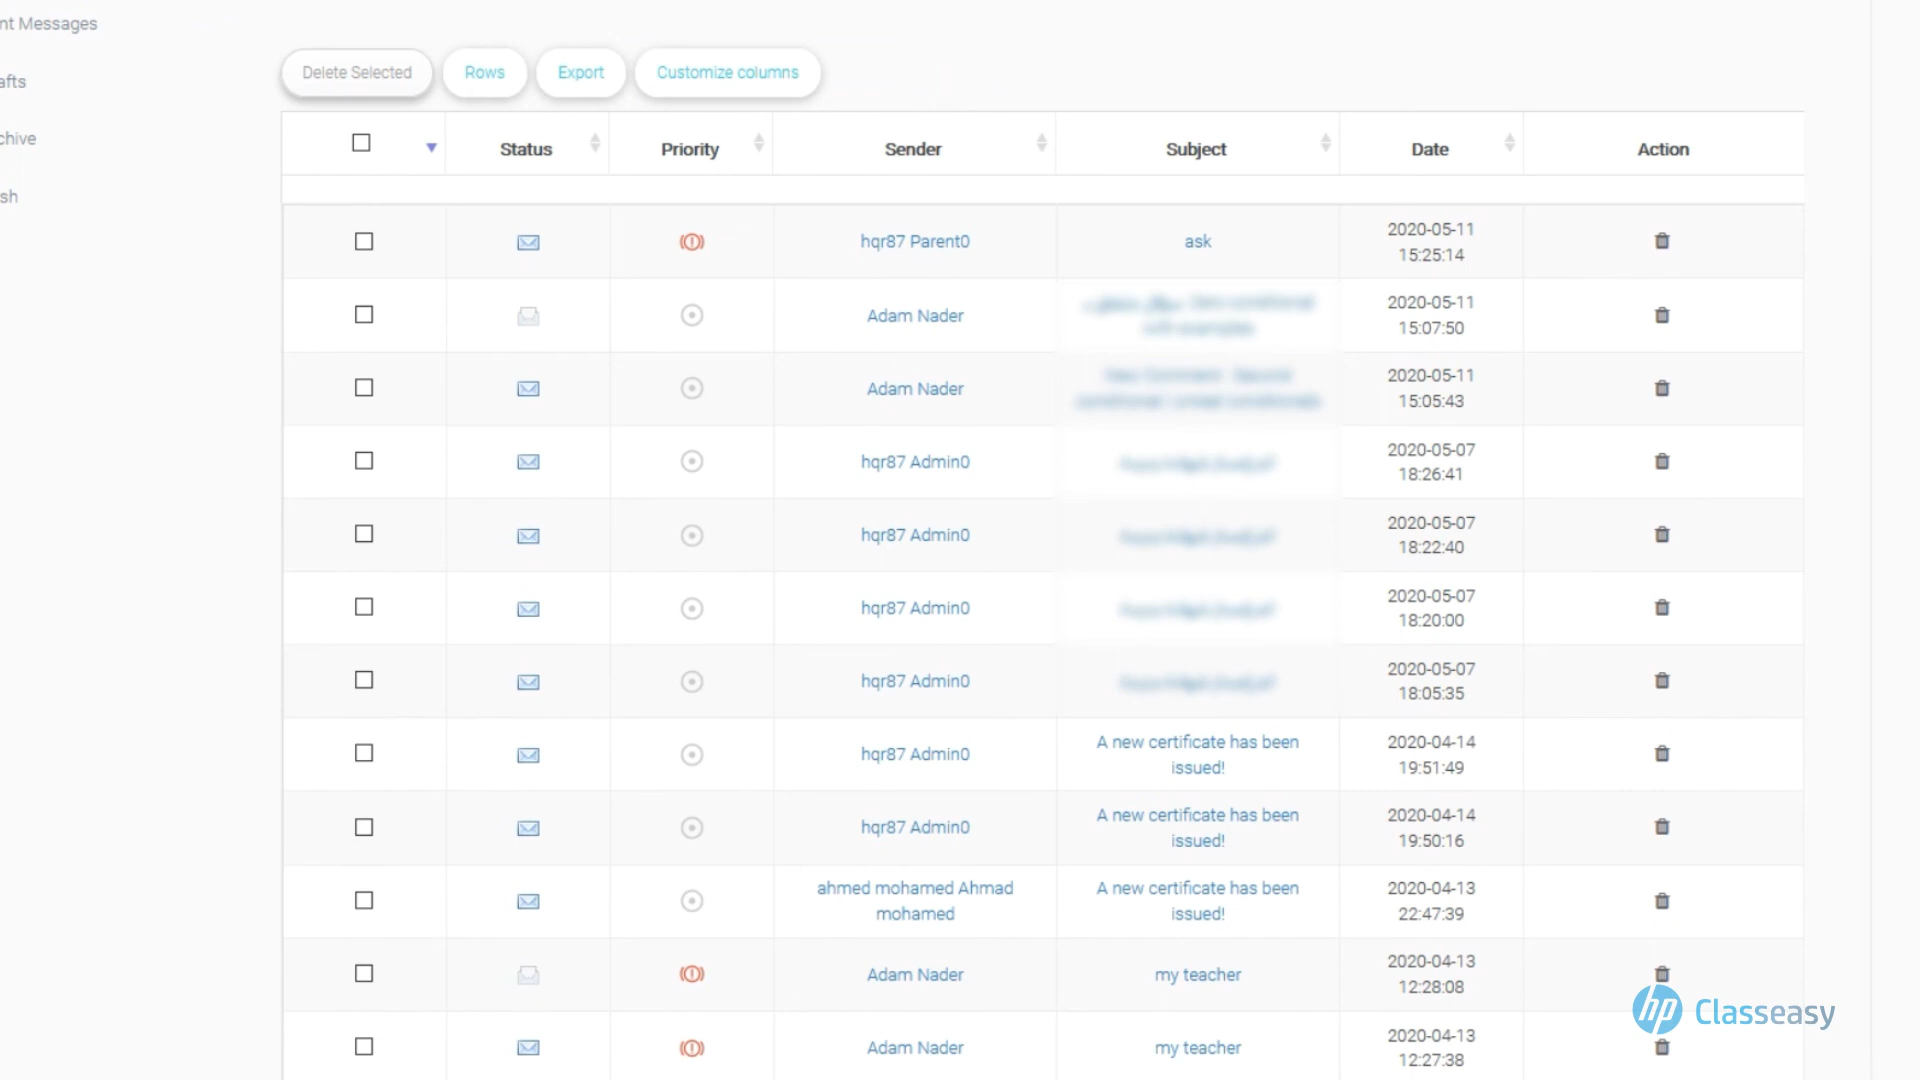 nt Messages
afts
chive
sh
Delete Selected
Rows
Export
Customize columns
Status
Priority
Sender
Subject
Date
Action
hqr87 Parent0
ask
2020-05-11
15:25:14
Adam Nader
2020-05-11
15:07:50
Adam Nader
2020-05-11
15:05:43
hqr87 Admin0
2020-05-07
18:26:41
hqr87 Admin0
2020-05-07
18:22:40
hqr87 Admin0
2020-05-07
18:20:00
hqr87 Admin0
2020-05-07
18:05:35
hqr87 Admin0
A new certificate has been
issued!
2020-04-14
19:51:49
hqr87 Admin0
A new certificate has been
issued!
2020-04-14
19:50:16
ahmed mohamed Ahmad
mohamed
A new certificate has been
issued!
2020-04-13
22:47:39
Adam Nader
my teacher
2020-04-13
12:28:08
Adam Nader
my teacher
2020-04-13
12:27:38
hp Classeasy